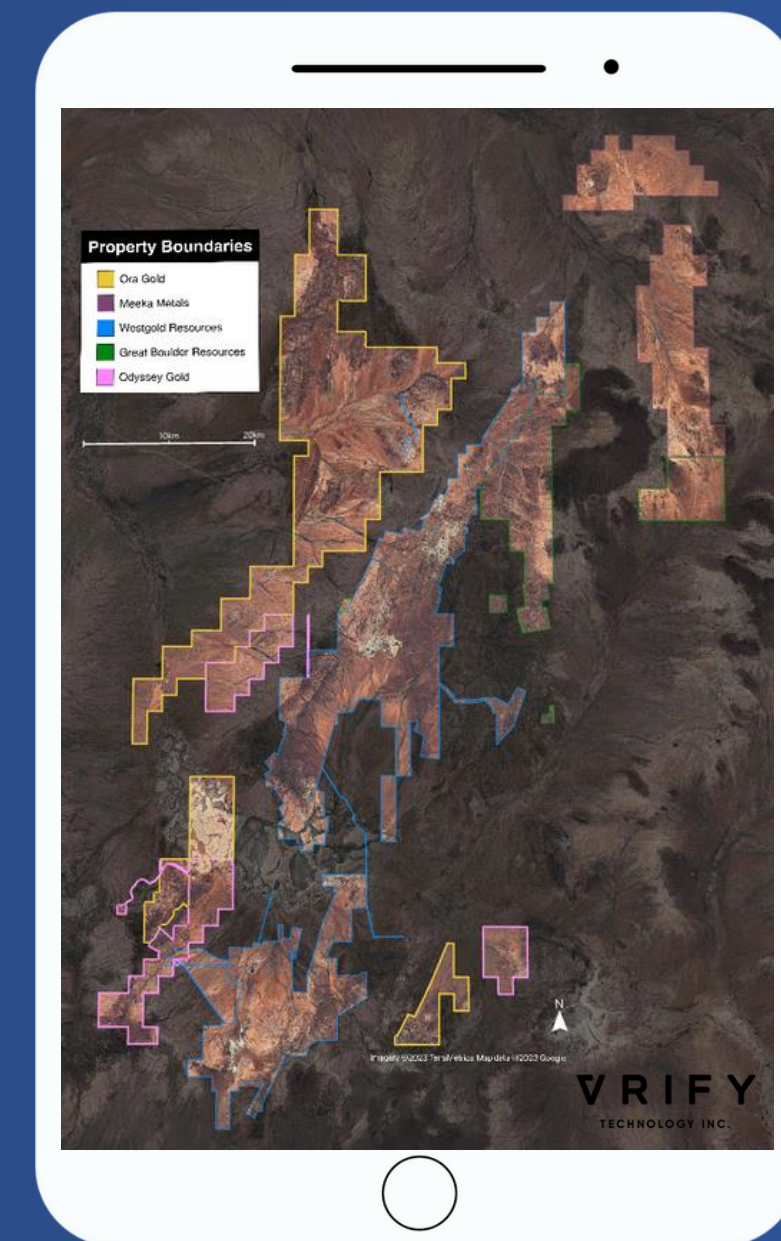 Property Boundaries
Ora Gold
Meeka Metals
Westgold Resources
Great Boulder Resources
Odyssey Gold
10km 20km
N
Imagery ©2023 TerraMetrics, Map data ©2023 Google
VRIFY
TECHNOLOGY INC.